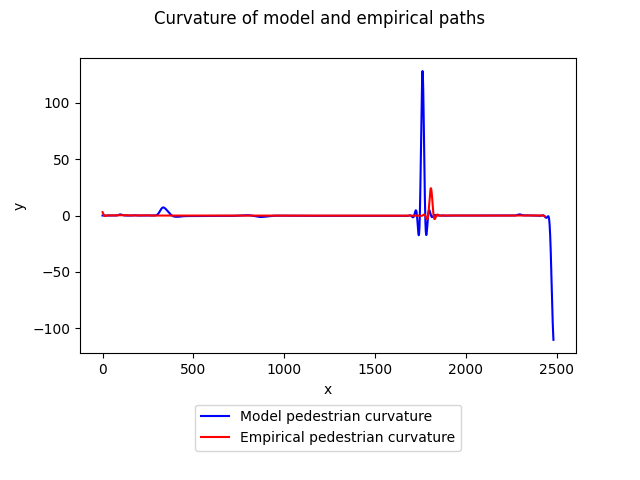 Curvature of model and empirical paths
100
50
0
−50
−100
y
0 500 1000 1500 2000 2500
x
Model pedestrian curvature
Empirical pedestrian curvature